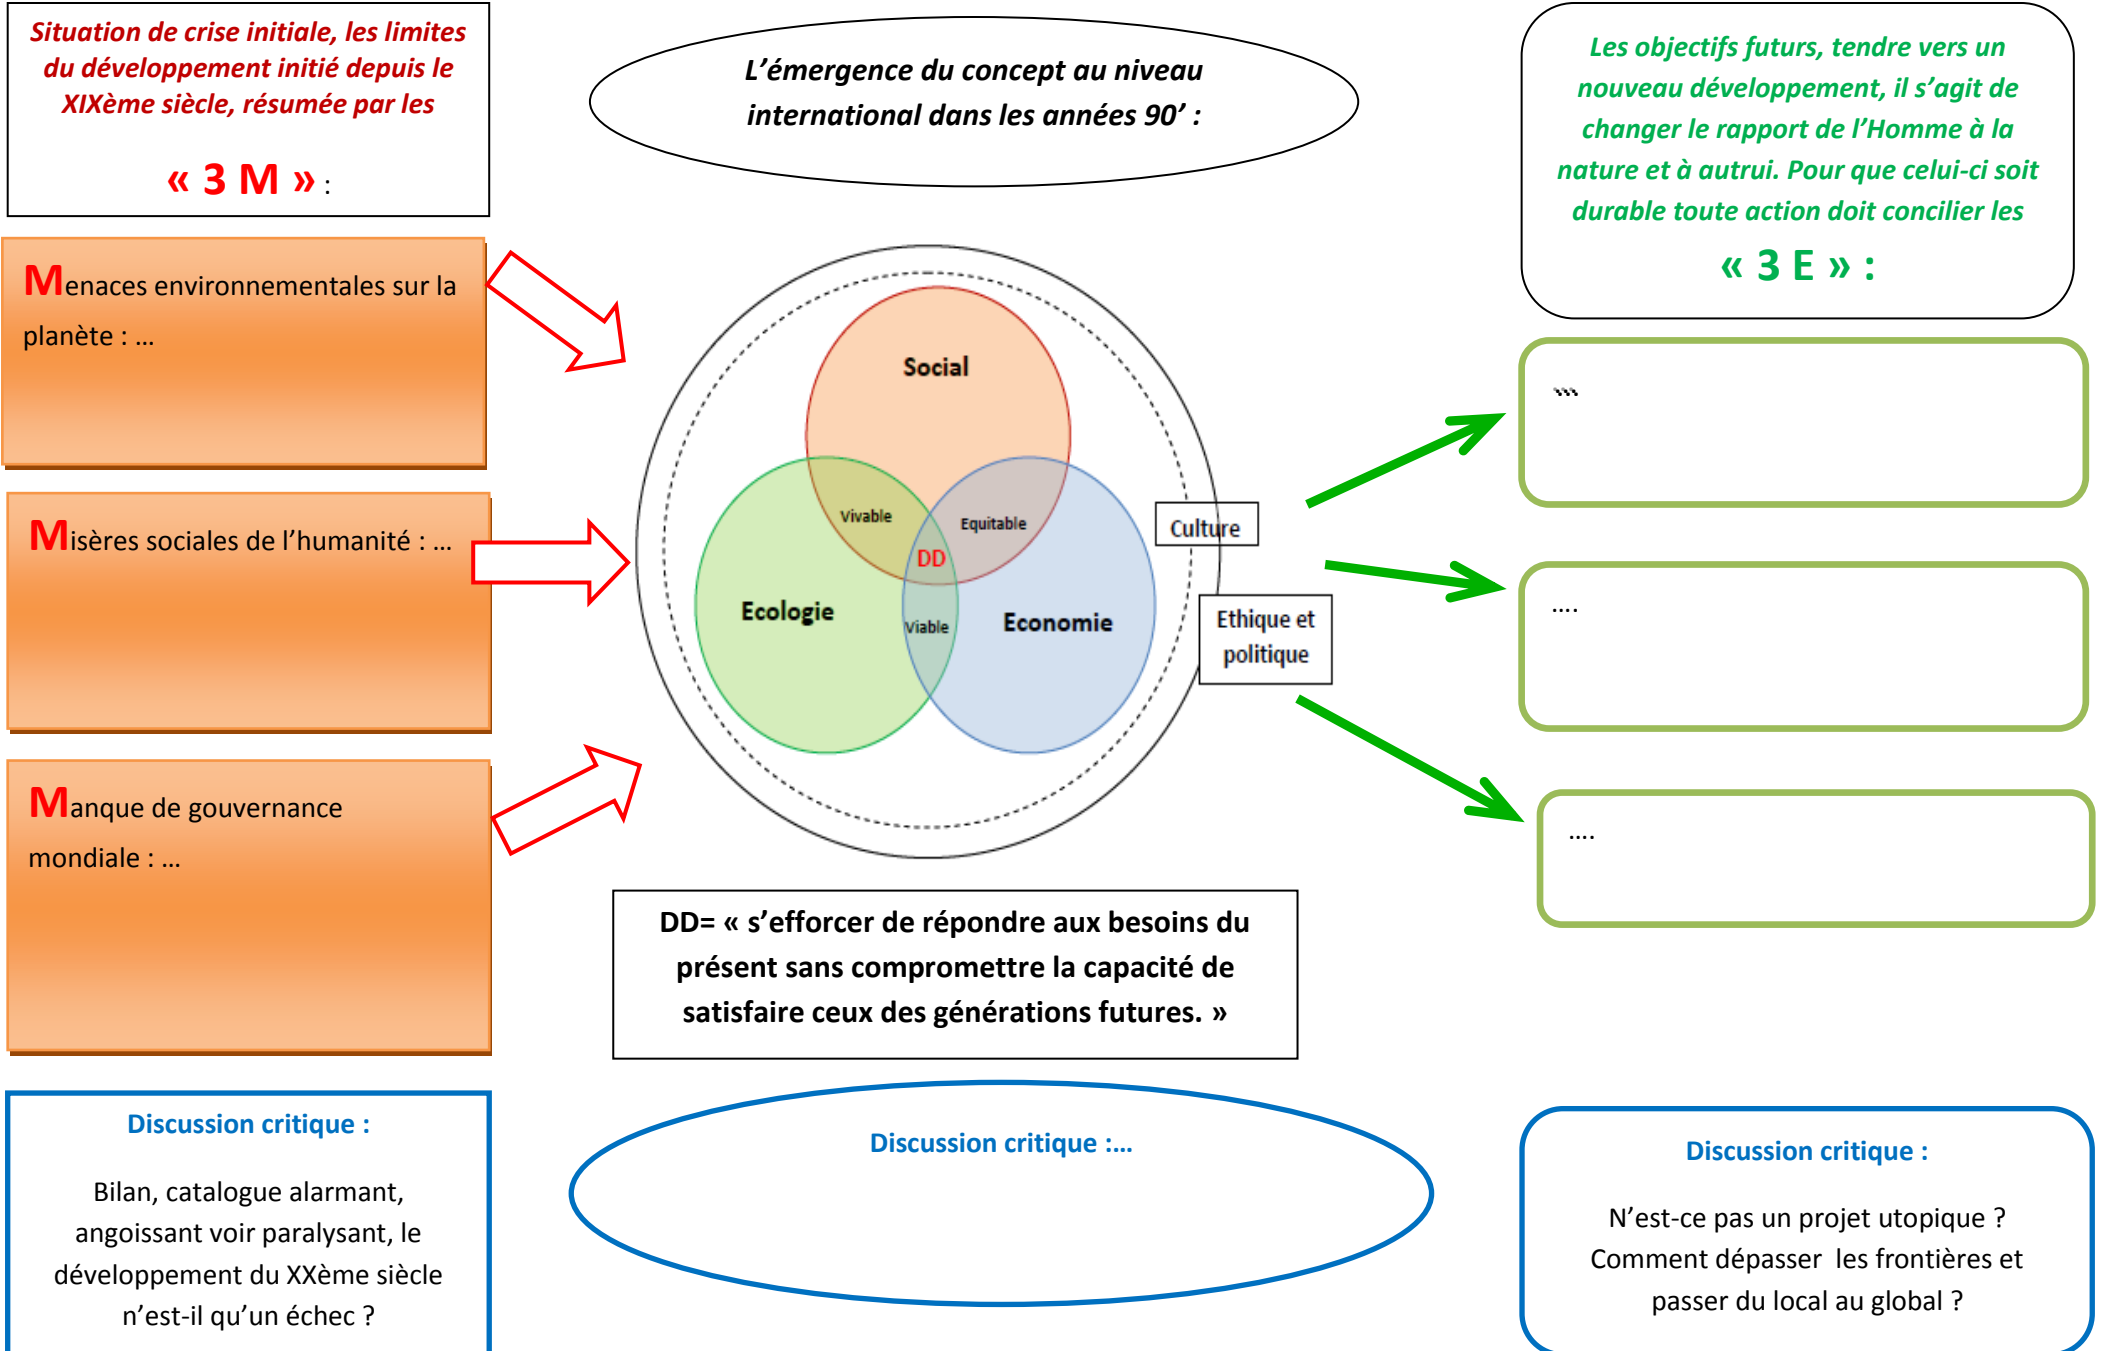 Situation de crise initiale, les limites
du développement initié depuis le
XIXème siècle, résumée par les
« 3 M » :
Menaces environnementales sur la
planète : …
Misères sociales de l’humanité : …
Manque de gouvernance
mondiale : …
Discussion critique :
Bilan, catalogue alarmant,
angoissant voir paralysant, le
développement du XXème siècle
n’est-il qu’un échec ?
L’émergence du concept au niveau
international dans les années 90’ :
Social
Vivable
Equitable
DD
Culture
Ecologie
Viable
Economie
Ethique et
politique
DD= « s’efforcer de répondre aux besoins du
présent sans compromettre la capacité de
satisfaire ceux des générations futures. »
Discussion critique :…
Les objectifs futurs, tendre vers un
nouveau développement, il s’agit de
changer le rapport de l’Homme à la
nature et à autrui. Pour que celui-ci soit
durable toute action doit concilier les
« 3 E » :
….
….
Discussion critique :
N’est-ce pas un projet utopique ?
Comment dépasser  les frontières et
passer du local au global ?